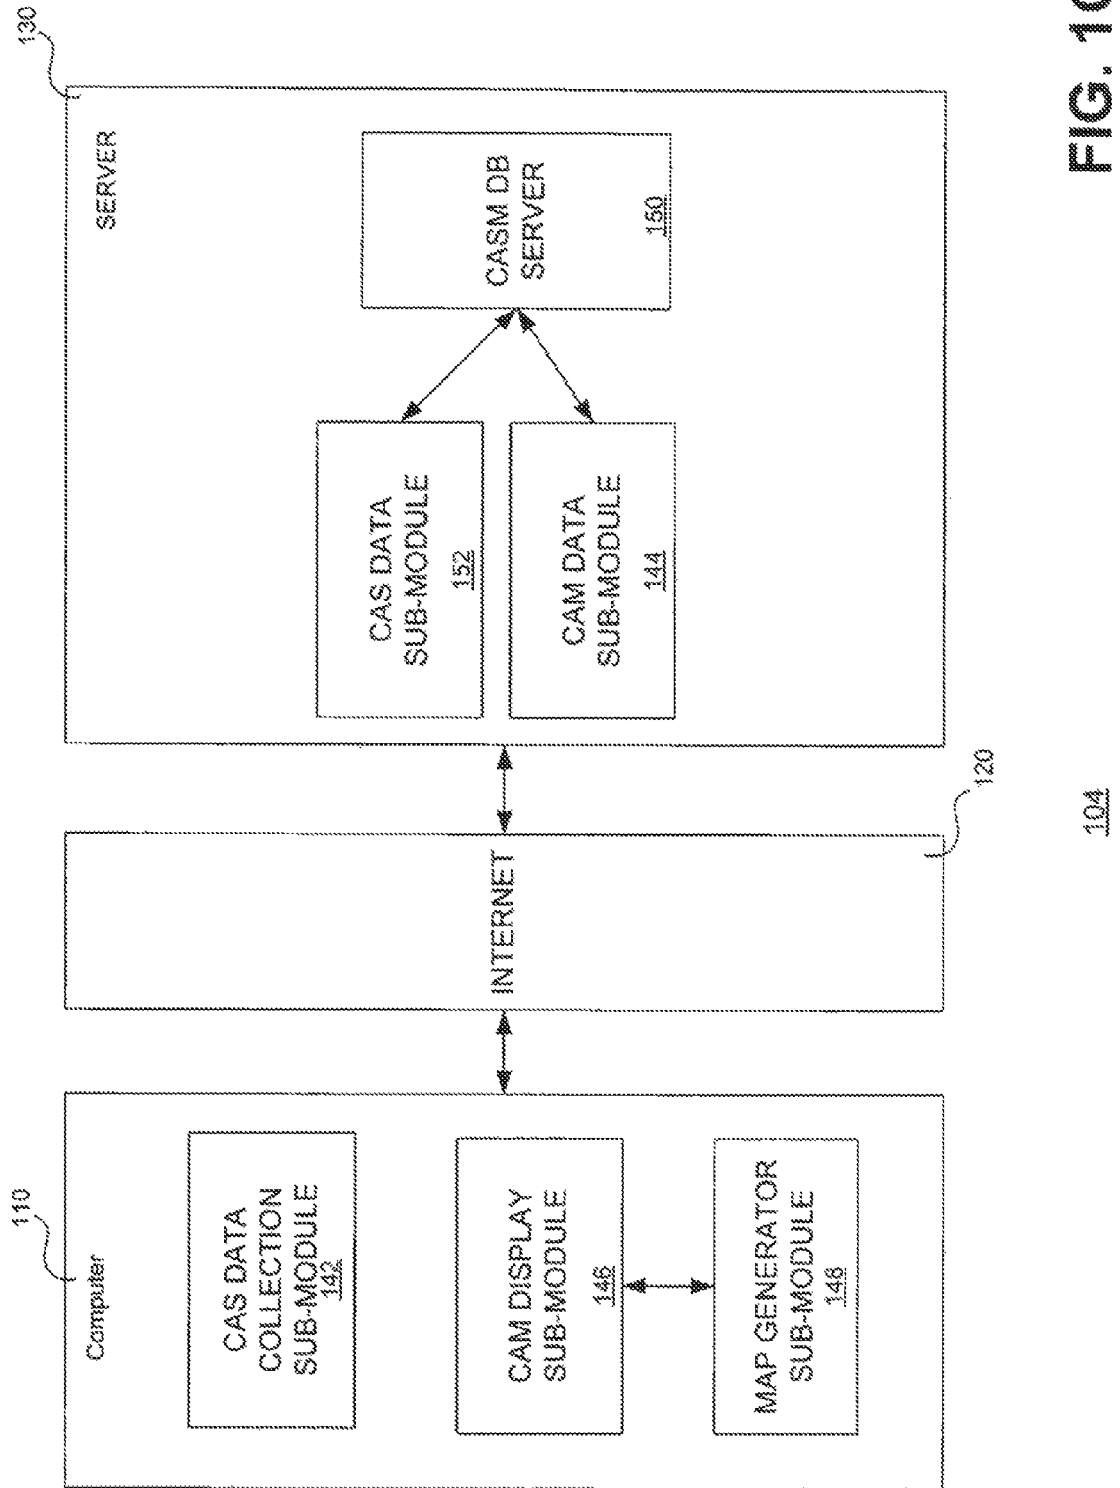 110
Computer
CAS DATA
COLLECTION
SUB-MODULE
142
CAM DISPLAY
SUB-MODULE
146
MAP GENERATOR
SUB-MODULE
148
INTERNET
120
130
SERVER
CAS DATA
SUB-MODULE
152
CAM DATA
SUB-MODULE
144
CASM DB
SERVER
150
104
FIG.